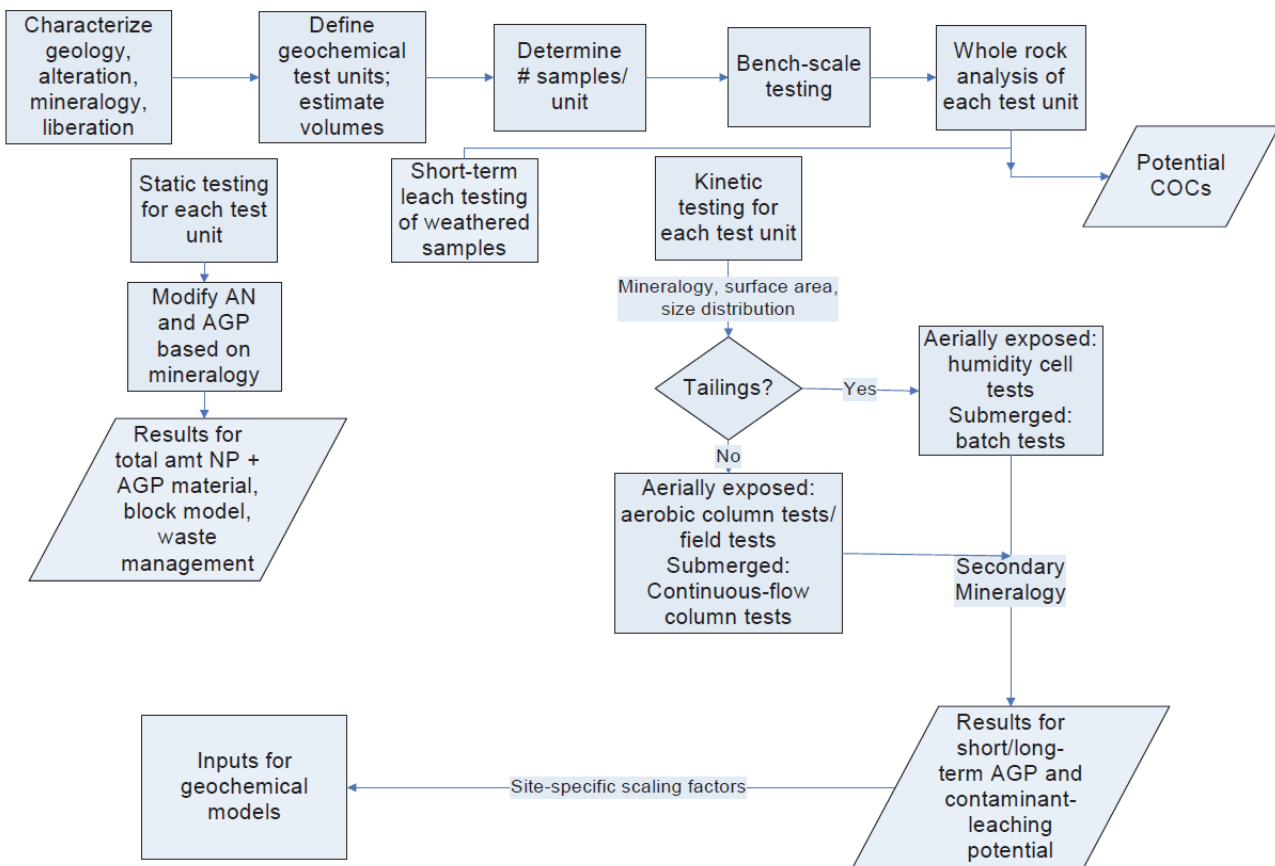 Characterize
geology,
alteration,
mineralogy,
liberation
Define
geochemical
test units;
estimate
volumes
Determine
# samples/
unit
Bench-scale
testing
Whole rock
analysis of
each test unit
Potential
COCs
Static testing
for each test
unit
Short-term
leach testing
of weathered
samples
Kinetic
testing for
each test unit
Modify AN
and AGP
based on
mineralogy
Mineralogy, surface area,
size distribution
Tailings?
Yes
Aerially exposed:
humidity cell
tests
Submerged:
batch tests
No
Results for
total amt NP +
AGP material,
block model,
waste
management
Aerially exposed:
aerobic column tests/
field tests
Submerged:
Continuous-flow
column tests
Secondary
Mineralogy
Results for
short/long-
term AGP and
contaminant-
leaching
potential
Site-specific scaling factors
Inputs for
geochemical
models